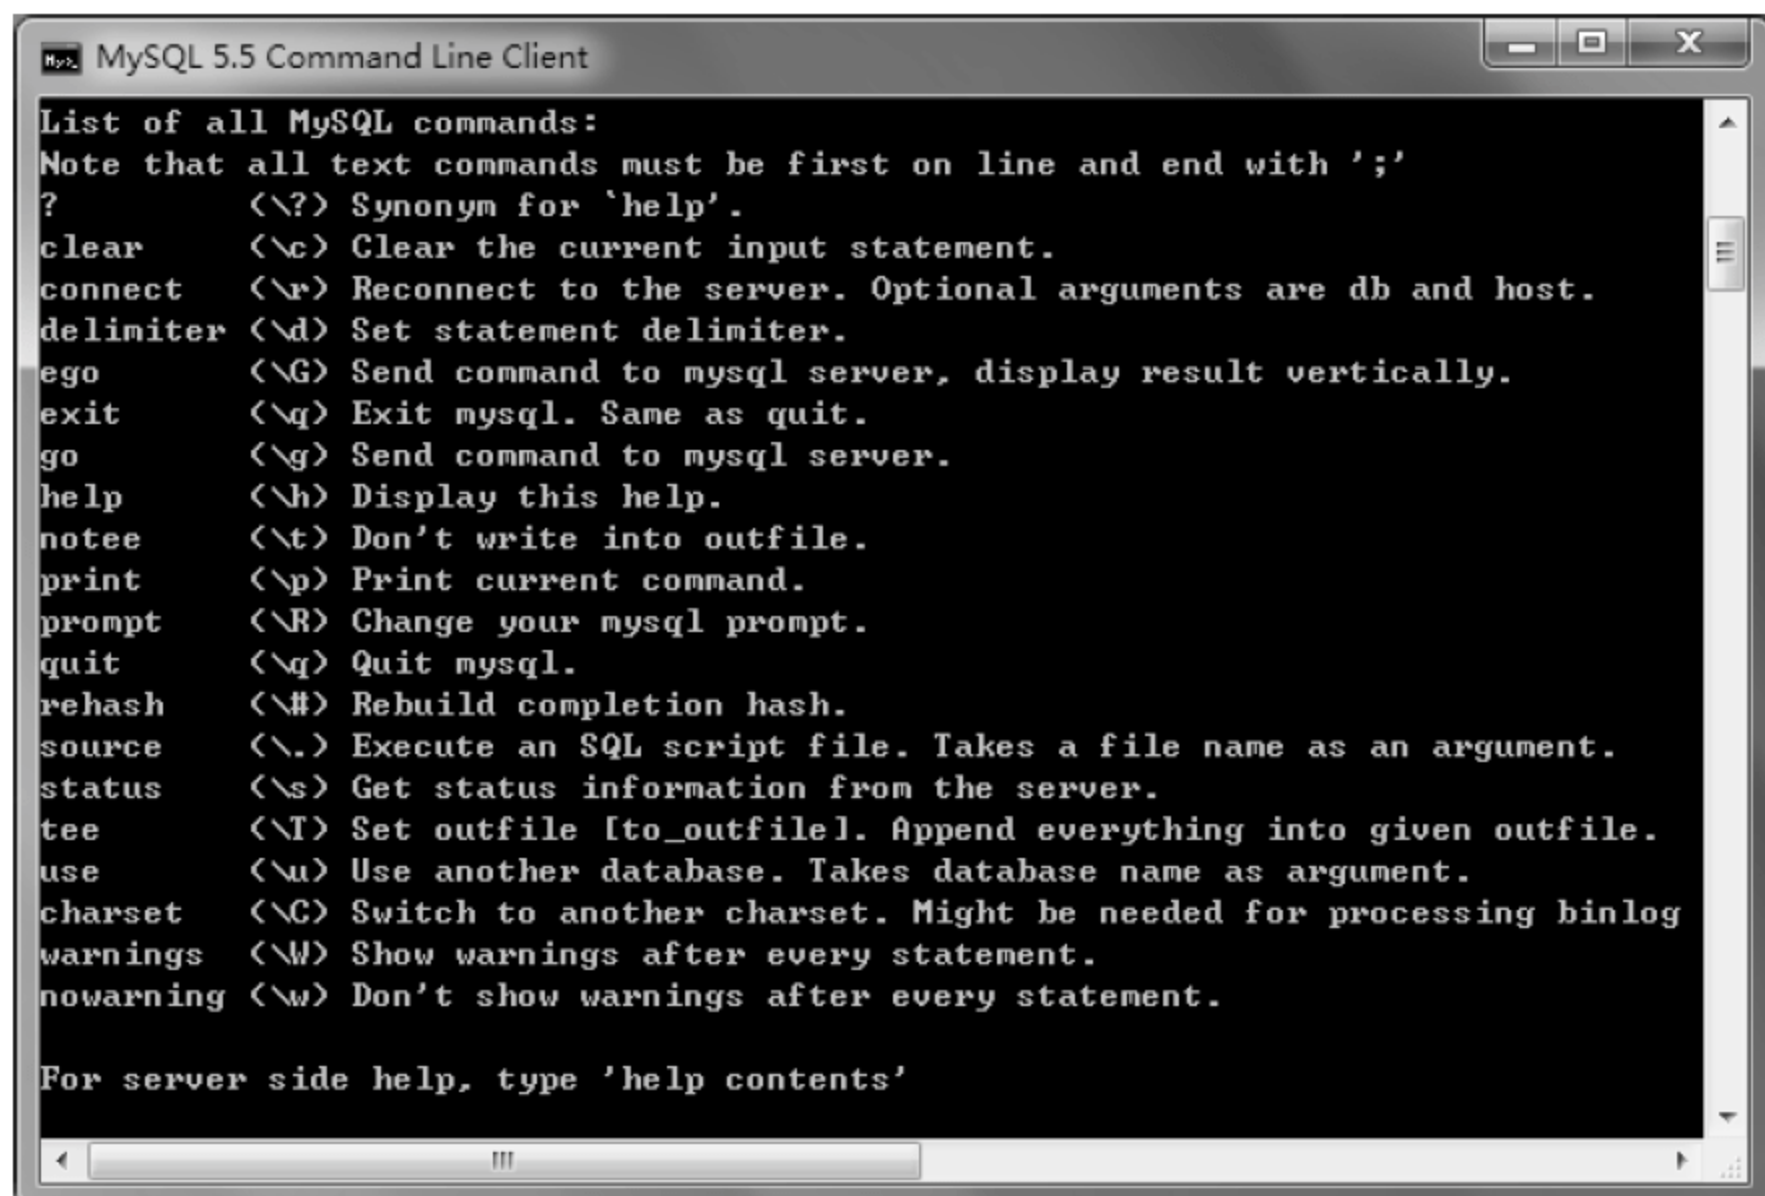 MySQL 5.5 Command Line Client
List of all MySQL commands:
Note that all text commands must be first on line and end with ';'
?         (\?) Synonym for `help'.
clear     (\c) Clear the current input statement.
connect   (\r) Reconnect to the server. Optional arguments are db and host.
delimiter (\d) Set statement delimiter.
ego       (\G) Send command to mysql server, display result vertically.
exit      (\q) Exit mysql. Same as quit.
go        (\g) Send command to mysql server.
help      (\h) Display this help.
notee     (\t) Don't write into outfile.
print     (\p) Print current command.
prompt    (\R) Change your mysql prompt.
quit      (\q) Quit mysql.
rehash    (\#) Rebuild completion hash.
source    (\.) Execute an SQL script file. Takes a file name as an argument.
status    (\s) Get status information from the server.
tee       (\T) Set outfile [to_outfile]. Append everything into given outfile.
use       (\u) Use another database. Takes database name as argument.
charset   (\C) Switch to another charset. Might be needed for processing binlog
warnings  (\W) Show warnings after every statement.
nowarning (\w) Don't show warnings after every statement.
For server side help, type 'help contents'